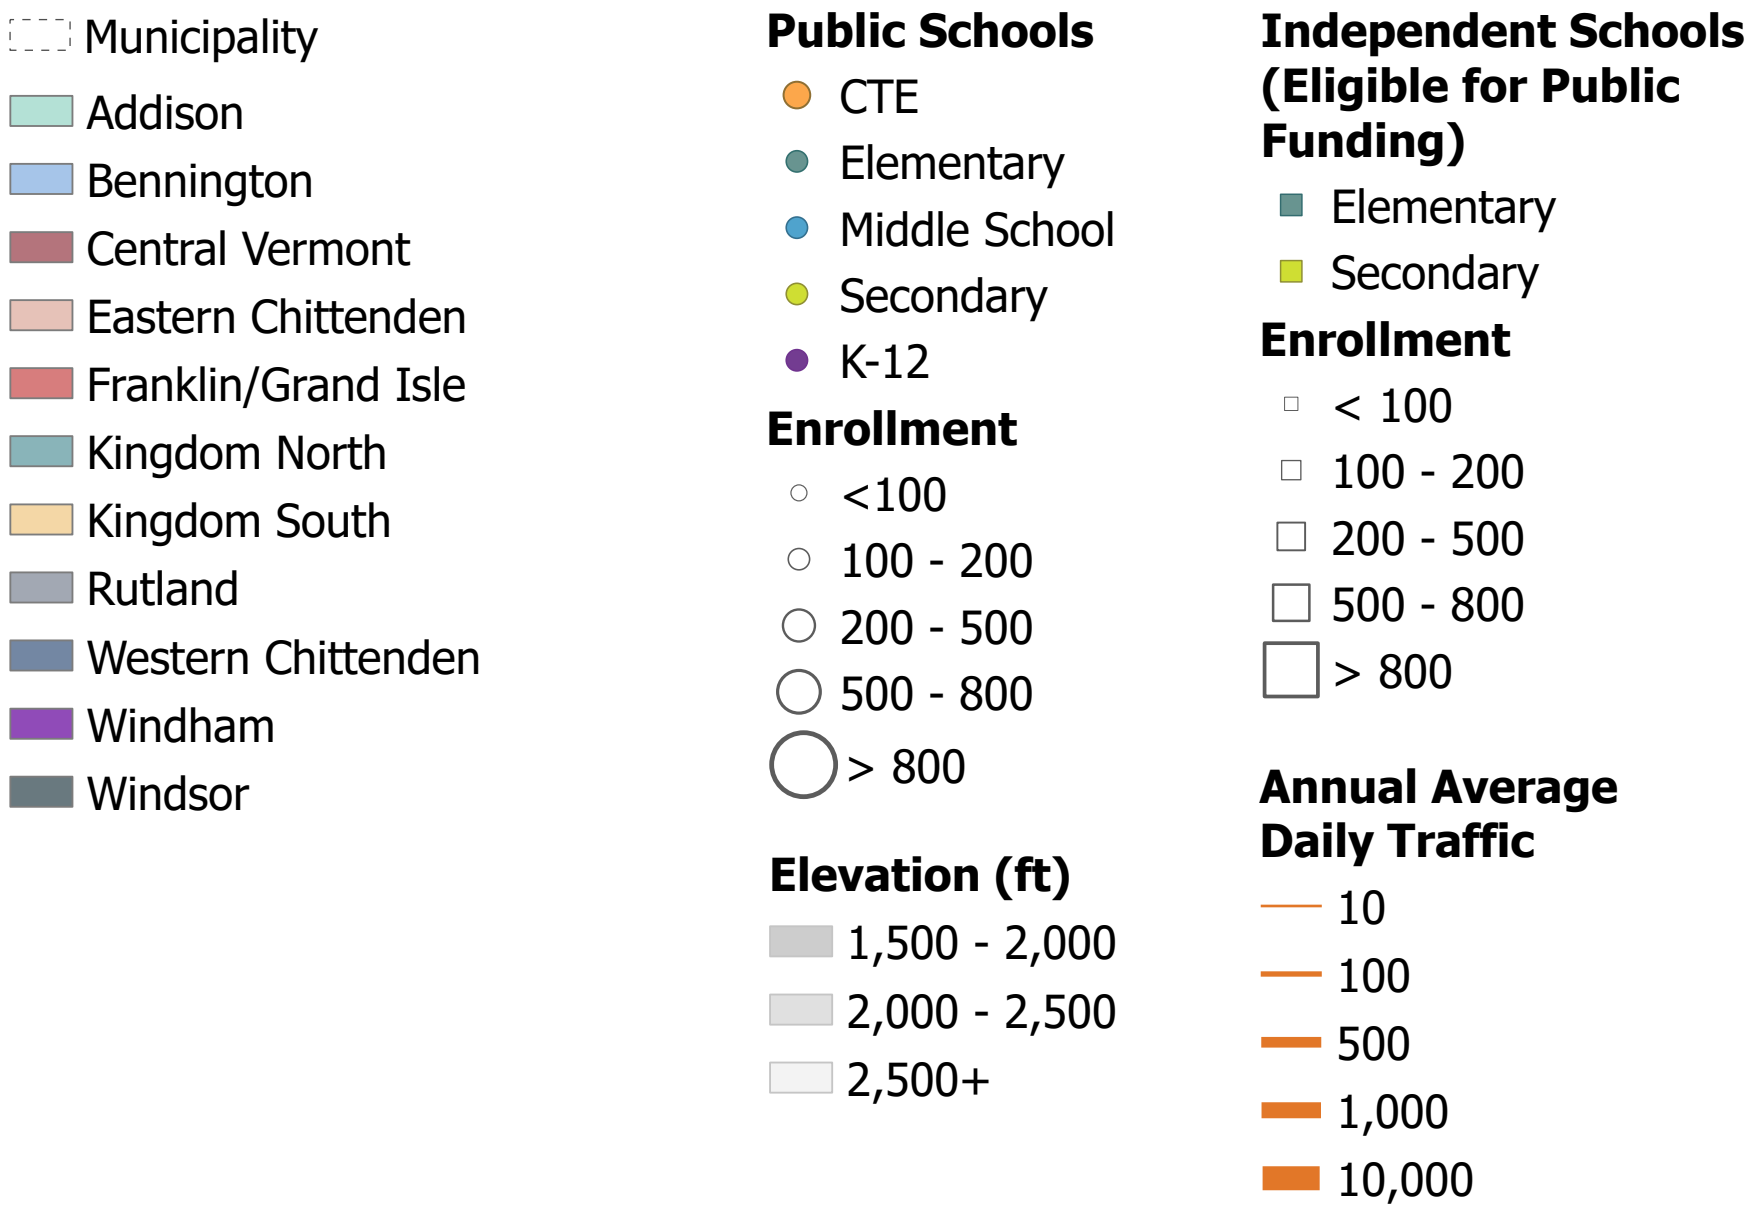 Municipality
Addison
Bennington
Central Vermont
Eastern Chittenden
Franklin/Grand Isle
Kingdom North
Kingdom South
Rutland
Western Chittenden
Windham
Windsor
Public Schools
CTE
Elementary
Middle School
Secondary
K-12
Enrollment
<100
100 - 200
200 - 500
500 - 800
> 800
Elevation (ft)
1,500 - 2,000
2,000 - 2,500
2,500+
Independent Schools
(Eligible for Public
Funding)
Elementary
Secondary
Enrollment
< 100
100 - 200
200 - 500
500 - 800
> 800
Annual Average
Daily Traffic
10
100
500
1,000
10,000